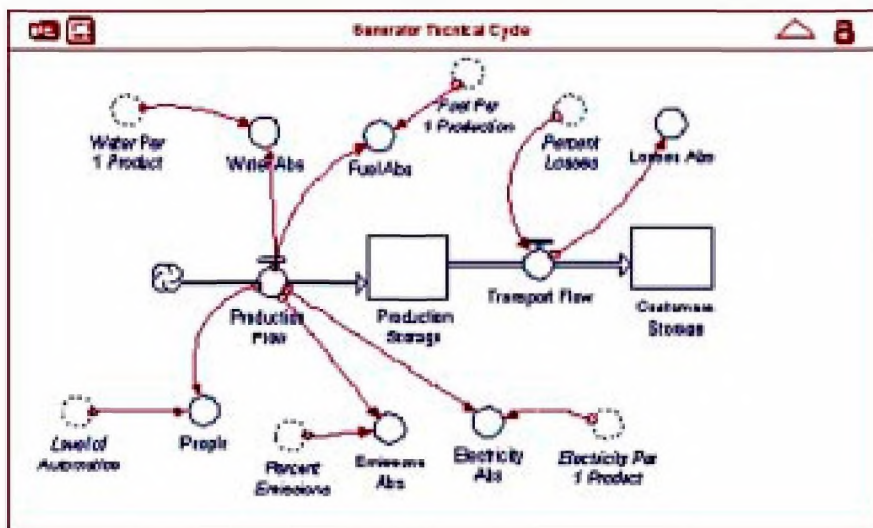 Generator Tecnical Cycle
Water Per
1 Product
Water Abs
Fuel Abs
Fuel Per
1 Production
Percent
Losses
Losses Abs
Production
Flow
Production
Storage
Transport Flow
Customers
Storage
Level of
Automation
People
Percent
Emissions
Emissions
Abs
Electricity
Abs
Electricity Per
1 Product